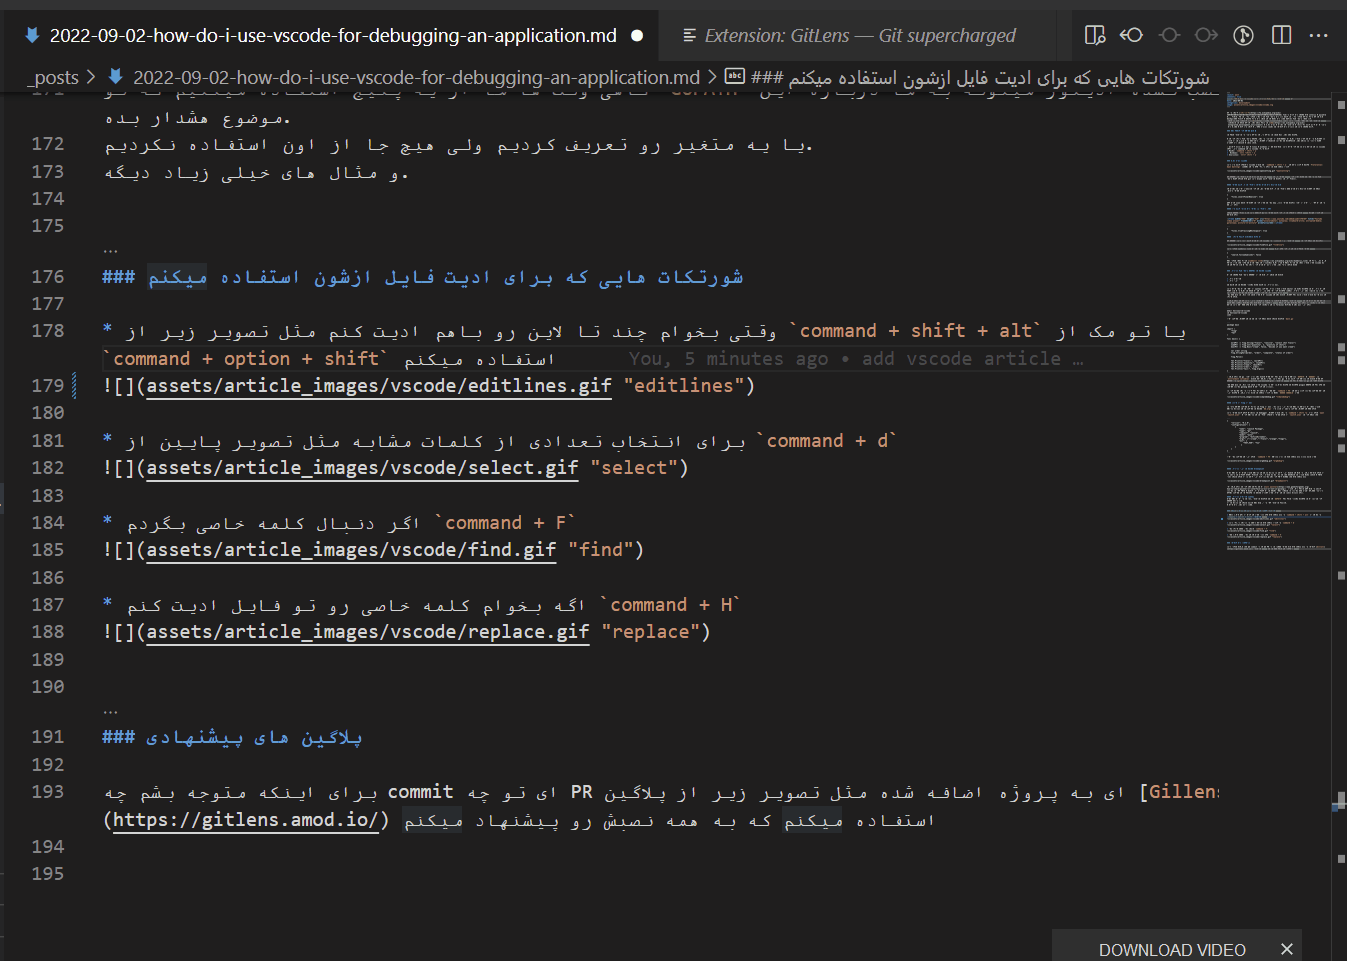 2022-09-02-how-do-i-use-vscode-for-debugging-an-application.md ●
Extension: GitLens — Git supercharged
_posts > 2022-09-02-how-do-i-use-vscode-for-debugging-an-application.md > ### شورتکات هایی که برای ادیت فایل ازشون استفاده میکنم
موضوع هشدار بده.
172 یا یه متغیر رو تعریف کردیم ولی هیچ جا از اون استفاده نکردیم.
173 و مثال های خیلی زیاد دیگه.
174
175
...
176 ### شورتکات هایی که برای ادیت فایل ازشون استفاده میکنم
177
178 * وقتی بخوام چند تا لاین رو باهم ادیت کنم مثل تصویر زیر از `command + shift + alt` یا تو مک از
`command + option + shift` استفاده میکنم You, 5 minutes ago • add vscode article …
179 ![](assets/article_images/vscode/editlines.gif "editlines")
180
181 * برای انتخاب تعدادی از کلمات مشابه مثل تصویر پایین از `command + d`
182 ![](assets/article_images/vscode/select.gif "select")
183
184 * اگر دنبال کلمه خاصی بگردم `command + F`
185 ![](assets/article_images/vscode/find.gif "find")
186
187 * اگه بخوام کلمه خاصی رو تو فایل ادیت کنم `command + H`
188 ![](assets/article_images/vscode/replace.gif "replace")
189
190
...
191 ### پلاگین های پیشنهادی
192
193 برای اینکه متوجه بشم چه commit ای تو چه PR ای به پروژه اضافه شده مثل تصویر زیر از پلاگین [Gitlens
(https://gitlens.amod.io/) استفاده میکنم که به همه نصبش رو پیشنهاد میکنم
194
195
DOWNLOAD VIDEO ×